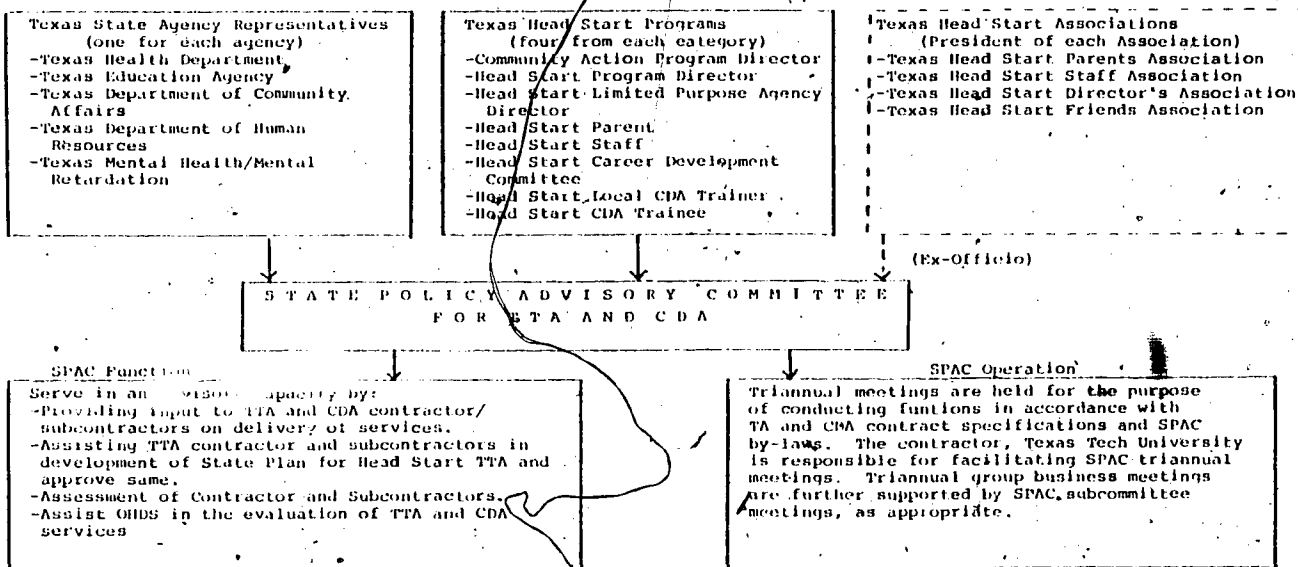 Texas State Agency Representatives
(one for each agency)
-Texas Health Department
-Texas Education Agency
-Texas Department of Community
Affairs
-Texas Department of Human
Resources
-Texas Mental Health/Mental
Retardation
Texas Head Start Programs
(four from each category)
-Community Action Program Director
-Head Start Program Director
-Head Start Limited Purpose Agency
Director
-Head Start Parent
-Head Start Staff
-Head Start Career Development
Committee
-Head Start Local CDA Trainer
-Head Start CDA Trainee
Texas Head Start Associations
(President of each Association)
-Texas Head Start Parents Association
-Texas Head Start Staff Association
-Texas Head Start Director's Association
-Texas Head Start Friends Association
(Ex-Officio)
STATE POLICY ADVISORY COMMITTEE
FOR TTA AND CDA
SPAC Function
Serve in an capacity by:
-Providing input to TTA and CDA contractor/
subcontractors on delivery of services.
-Assisting TTA contractor and subcontractors in
development of State Plan for Head Start TTA and
approve same.
-Assessment of Contractor and Subcontractors.
-Assist OHDS in the evaluation of TTA and CDA
services
SPAC Operation
Triannual meetings are held for the purpose
of conducting funtions in accordance with
TA and CDA contract specifications and SPAC
by-laws. The contractor, Texas Tech University
is responsible for facilitating SPAC triannual
meetings. Triannual group business meetings
are further supported by SPAC subcommittee
meetings, as appropriate.